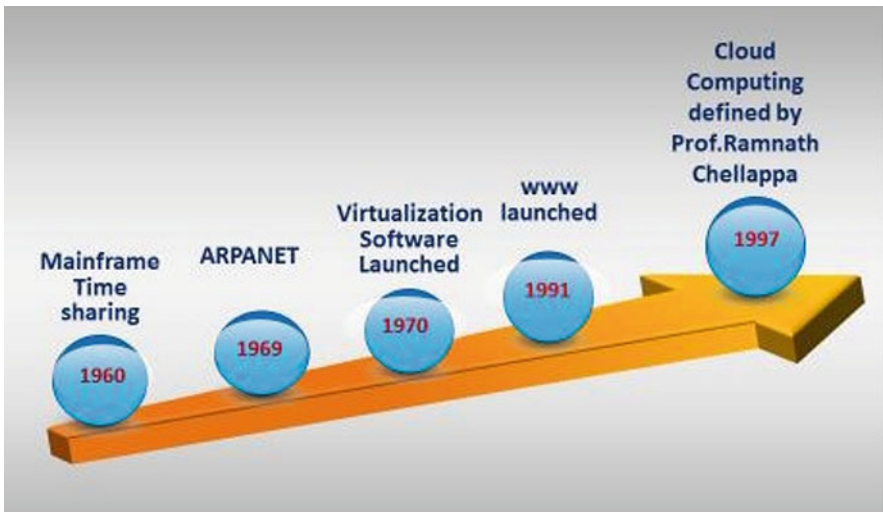 Mainframe
Time
sharing
1960
ARPANET
1969
Virtualization
Software
Launched
1970
www
launched
1991
Cloud
Computing
defined by
Prof.Ramnath
Chellappa
1997